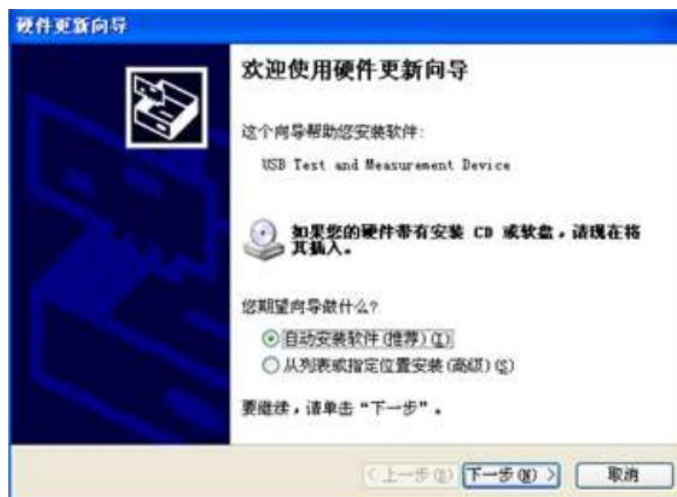 硬件更新向导
欢迎使用硬件更新向导
这个向导帮助您安装软件:
USB Test and Measurement Device
如果您的硬件带有安装 CD 或软盘，请现在将
其插入。
您期望向导做什么?
自动安装软件(推荐)(I)
从列表或指定位置安装(高级)(S)
要继续，请单击“下一步”。
<上一步(B) 下一步(N) > 取消